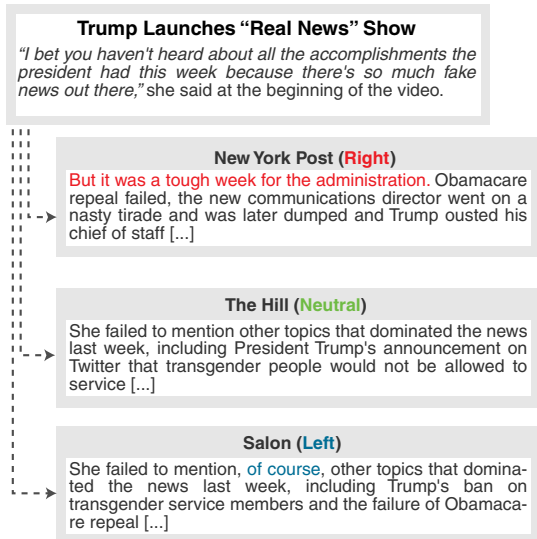 Trump Launches “Real News” Show
“I bet you haven't heard about all the accomplishments the
president had this week because there's so much fake
news out there,” she said at the beginning of the video.
New York Post (Right)
But it was a tough week for the administration. Obamacare
repeal failed, the new communications director went on a
nasty tirade and was later dumped and Trump ousted his
chief of staff [...]
The Hill (Neutral)
She failed to mention other topics that dominated the news
last week, including President Trump's announcement on
Twitter that transgender people would not be allowed to
service [...]
Salon (Left)
She failed to mention, of course, other topics that domina-
ted the news last week, including Trump's ban on
transgender service members and the failure of Obamaca-
re repeal [...]